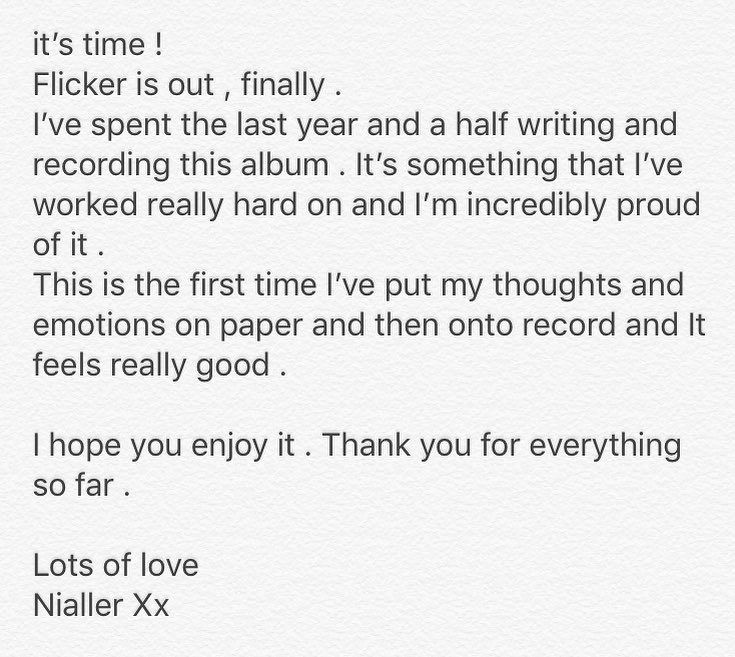 it's time !
Flicker is out , finally .
I've spent the last year and a half writing and
recording this album . It's something that I've
worked really hard on and I'm incredibly proud
of it .
This is the first time I've put my thoughts and
emotions on paper and then onto record and It
feels really good .
I hope you enjoy it . Thank you for everything
so far .
Lots of love
Nialler Xx